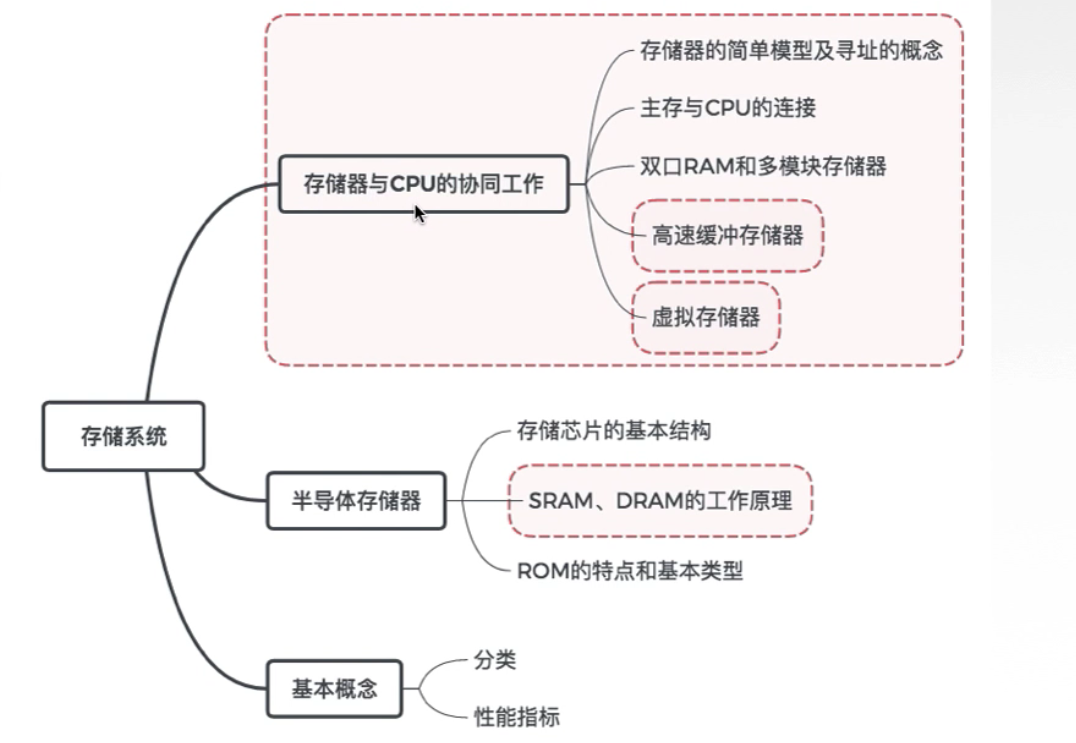 存储器的简单模型及寻址的概念
主存与CPU的连接
双口RAM和多模块存储器
存储器与CPU的协同工作
高速缓冲存储器
虚拟存储器
存储系统
存储芯片的基本结构
半导体存储器
SRAM、DRAM的工作原理
ROM的特点和基本类型
分类
基本概念
性能指标